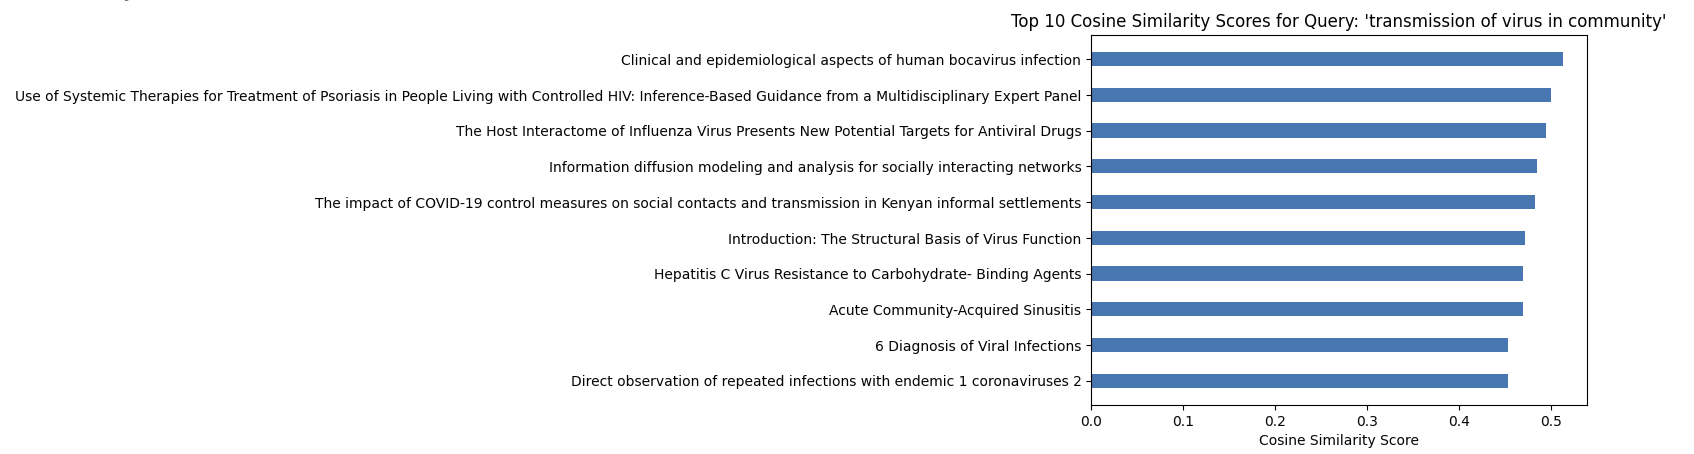 Top 10 Cosine Similarity Scores for Query: 'transmission of virus in community'
Clinical and epidemiological aspects of human bocavirus infection
Use of Systemic Therapies for Treatment of Psoriasis in People Living with Controlled HIV: Inference-Based Guidance from a Multidisciplinary Expert Panel
The Host Interactome of Influenza Virus Presents New Potential Targets for Antiviral Drugs
Information diffusion modeling and analysis for socially interacting networks
The impact of COVID-19 control measures on social contacts and transmission in Kenyan informal settlements
Introduction: The Structural Basis of Virus Function
Hepatitis C Virus Resistance to Carbohydrate- Binding Agents
Acute Community-Acquired Sinusitis
6 Diagnosis of Viral Infections
Direct observation of repeated infections with endemic 1 coronaviruses 2
0.0 0.1 0.2 0.3 0.4 0.5
Cosine Similarity Score